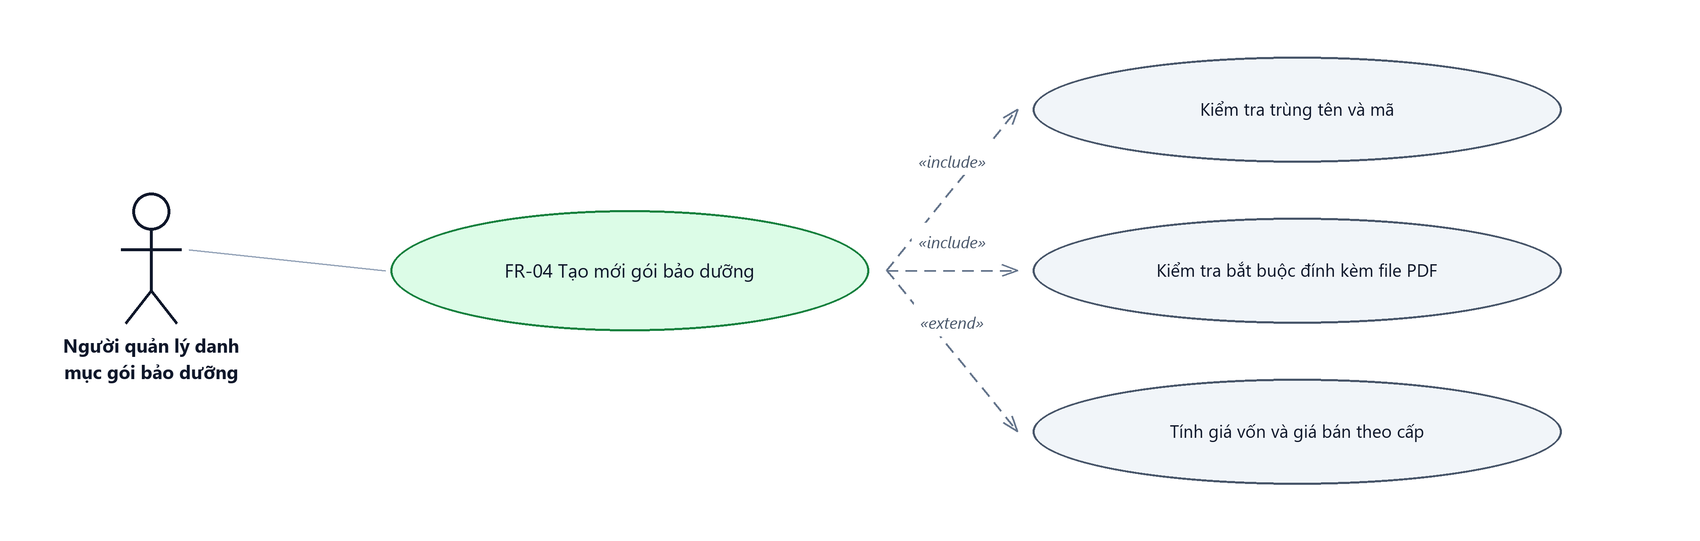 Kiểm tra trùng tên và mã
«include»
«include»
Người quản lý danh
mục gói bảo dưỡng
FR-04 Tạo mới gói bảo dưỡng
Kiểm tra bắt buộc đính kèm file PDF
«extend»
Tính giá vốn và giá bán theo cấp